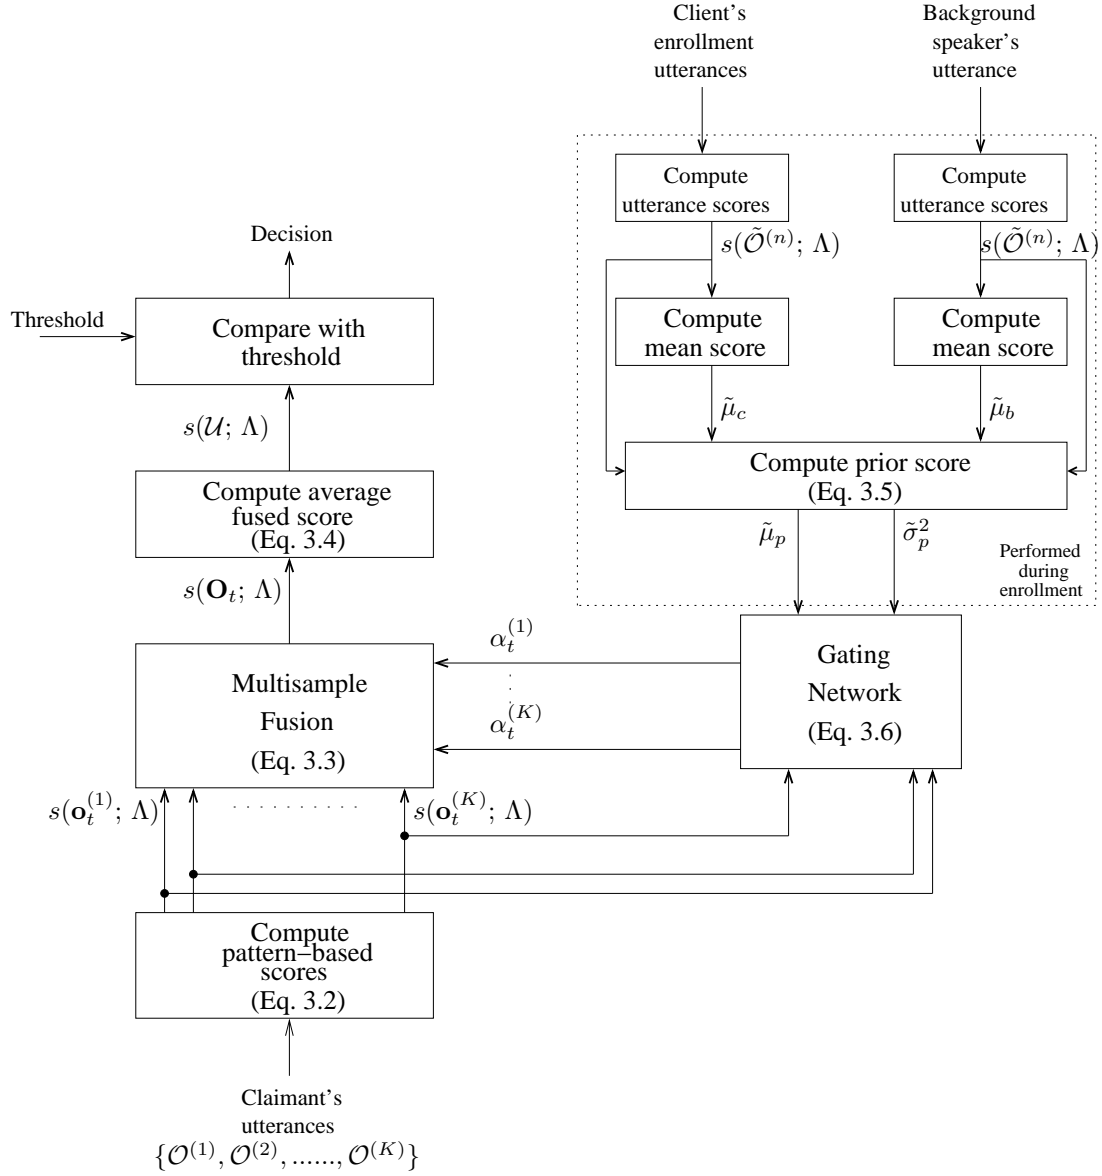 Client's
enrollment
utterances
Background
speaker's
utterance
Compute
utterance scores
Compute
utterance scores
s(Õ^(n); Λ)
s(Õ^(n); Λ)
Compute
mean score
Compute
mean score
μ̃_c
μ̃_b
Compute prior score
(Eq. 3.5)
μ̃_p
σ̃_p^2
Performed
during
enrollment
Decision
Threshold
Compare with
threshold
s(𝒰; Λ)
Compute average
fused score
(Eq. 3.4)
s(𝐎_t; Λ)
Multisample
Fusion
(Eq. 3.3)
α_t^(1)
α_t^(K)
Gating
Network
(Eq. 3.6)
s(𝐨_t^(1); Λ)
. . . . . . . . . .
s(𝐨_t^(K); Λ)
Compute
pattern−based
scores
(Eq. 3.2)
Claimant's
utterances
{𝒪^(1), 𝒪^(2), ......, 𝒪^(K)}